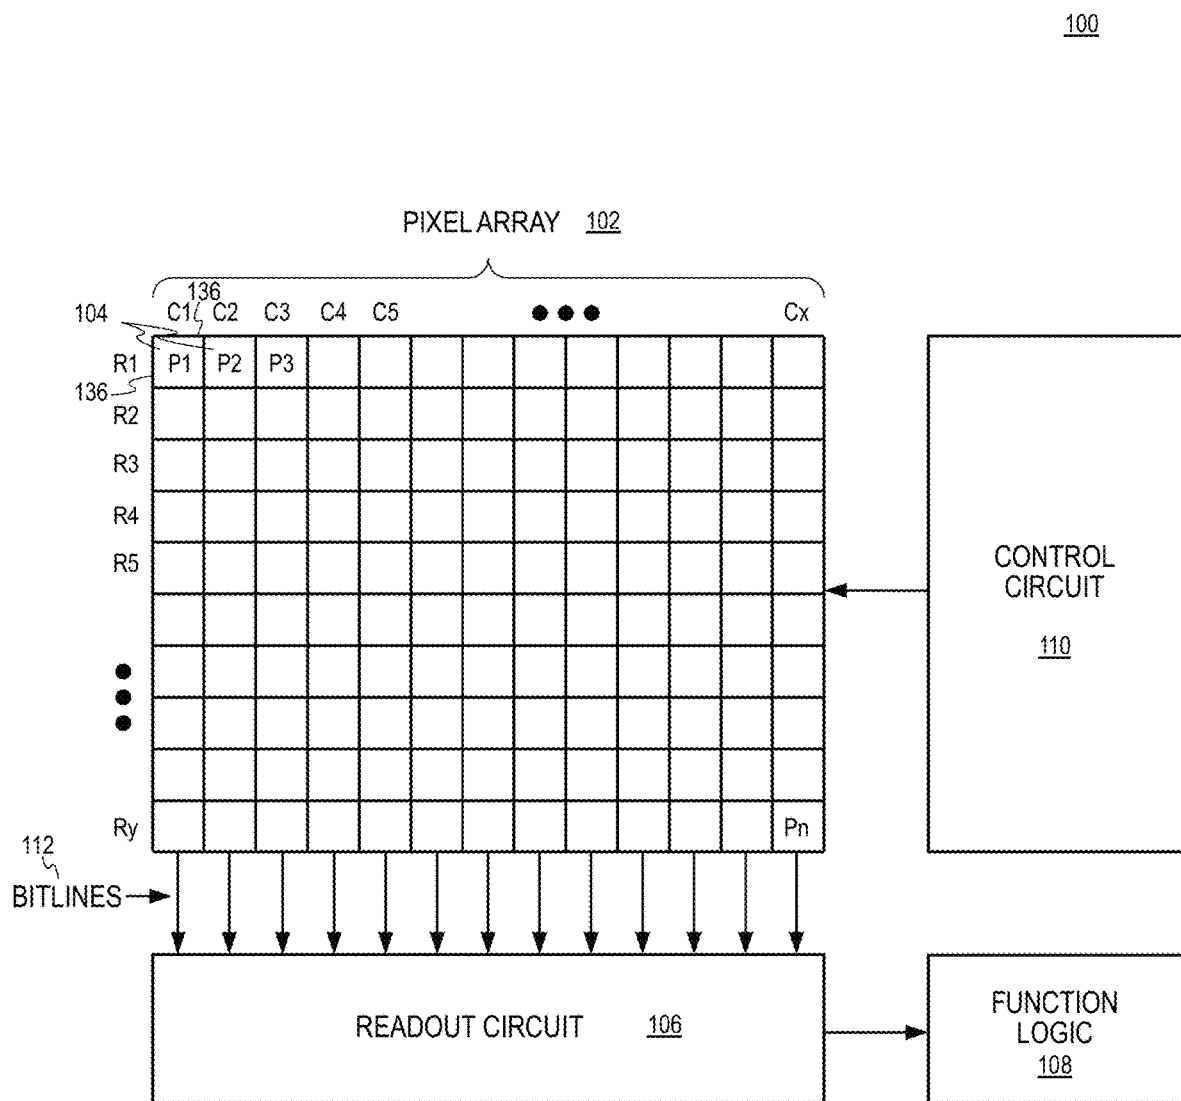 100
PIXEL ARRAY 102
136
104 C1 C2 C3 C4 C5 Cx
R1 P1 P2 P3
136
R2
R3
R4
R5
CONTROL
CIRCUIT
110
Ry Pn
112
BITLINES
READOUT CIRCUIT 106
FUNCTION
LOGIC
108